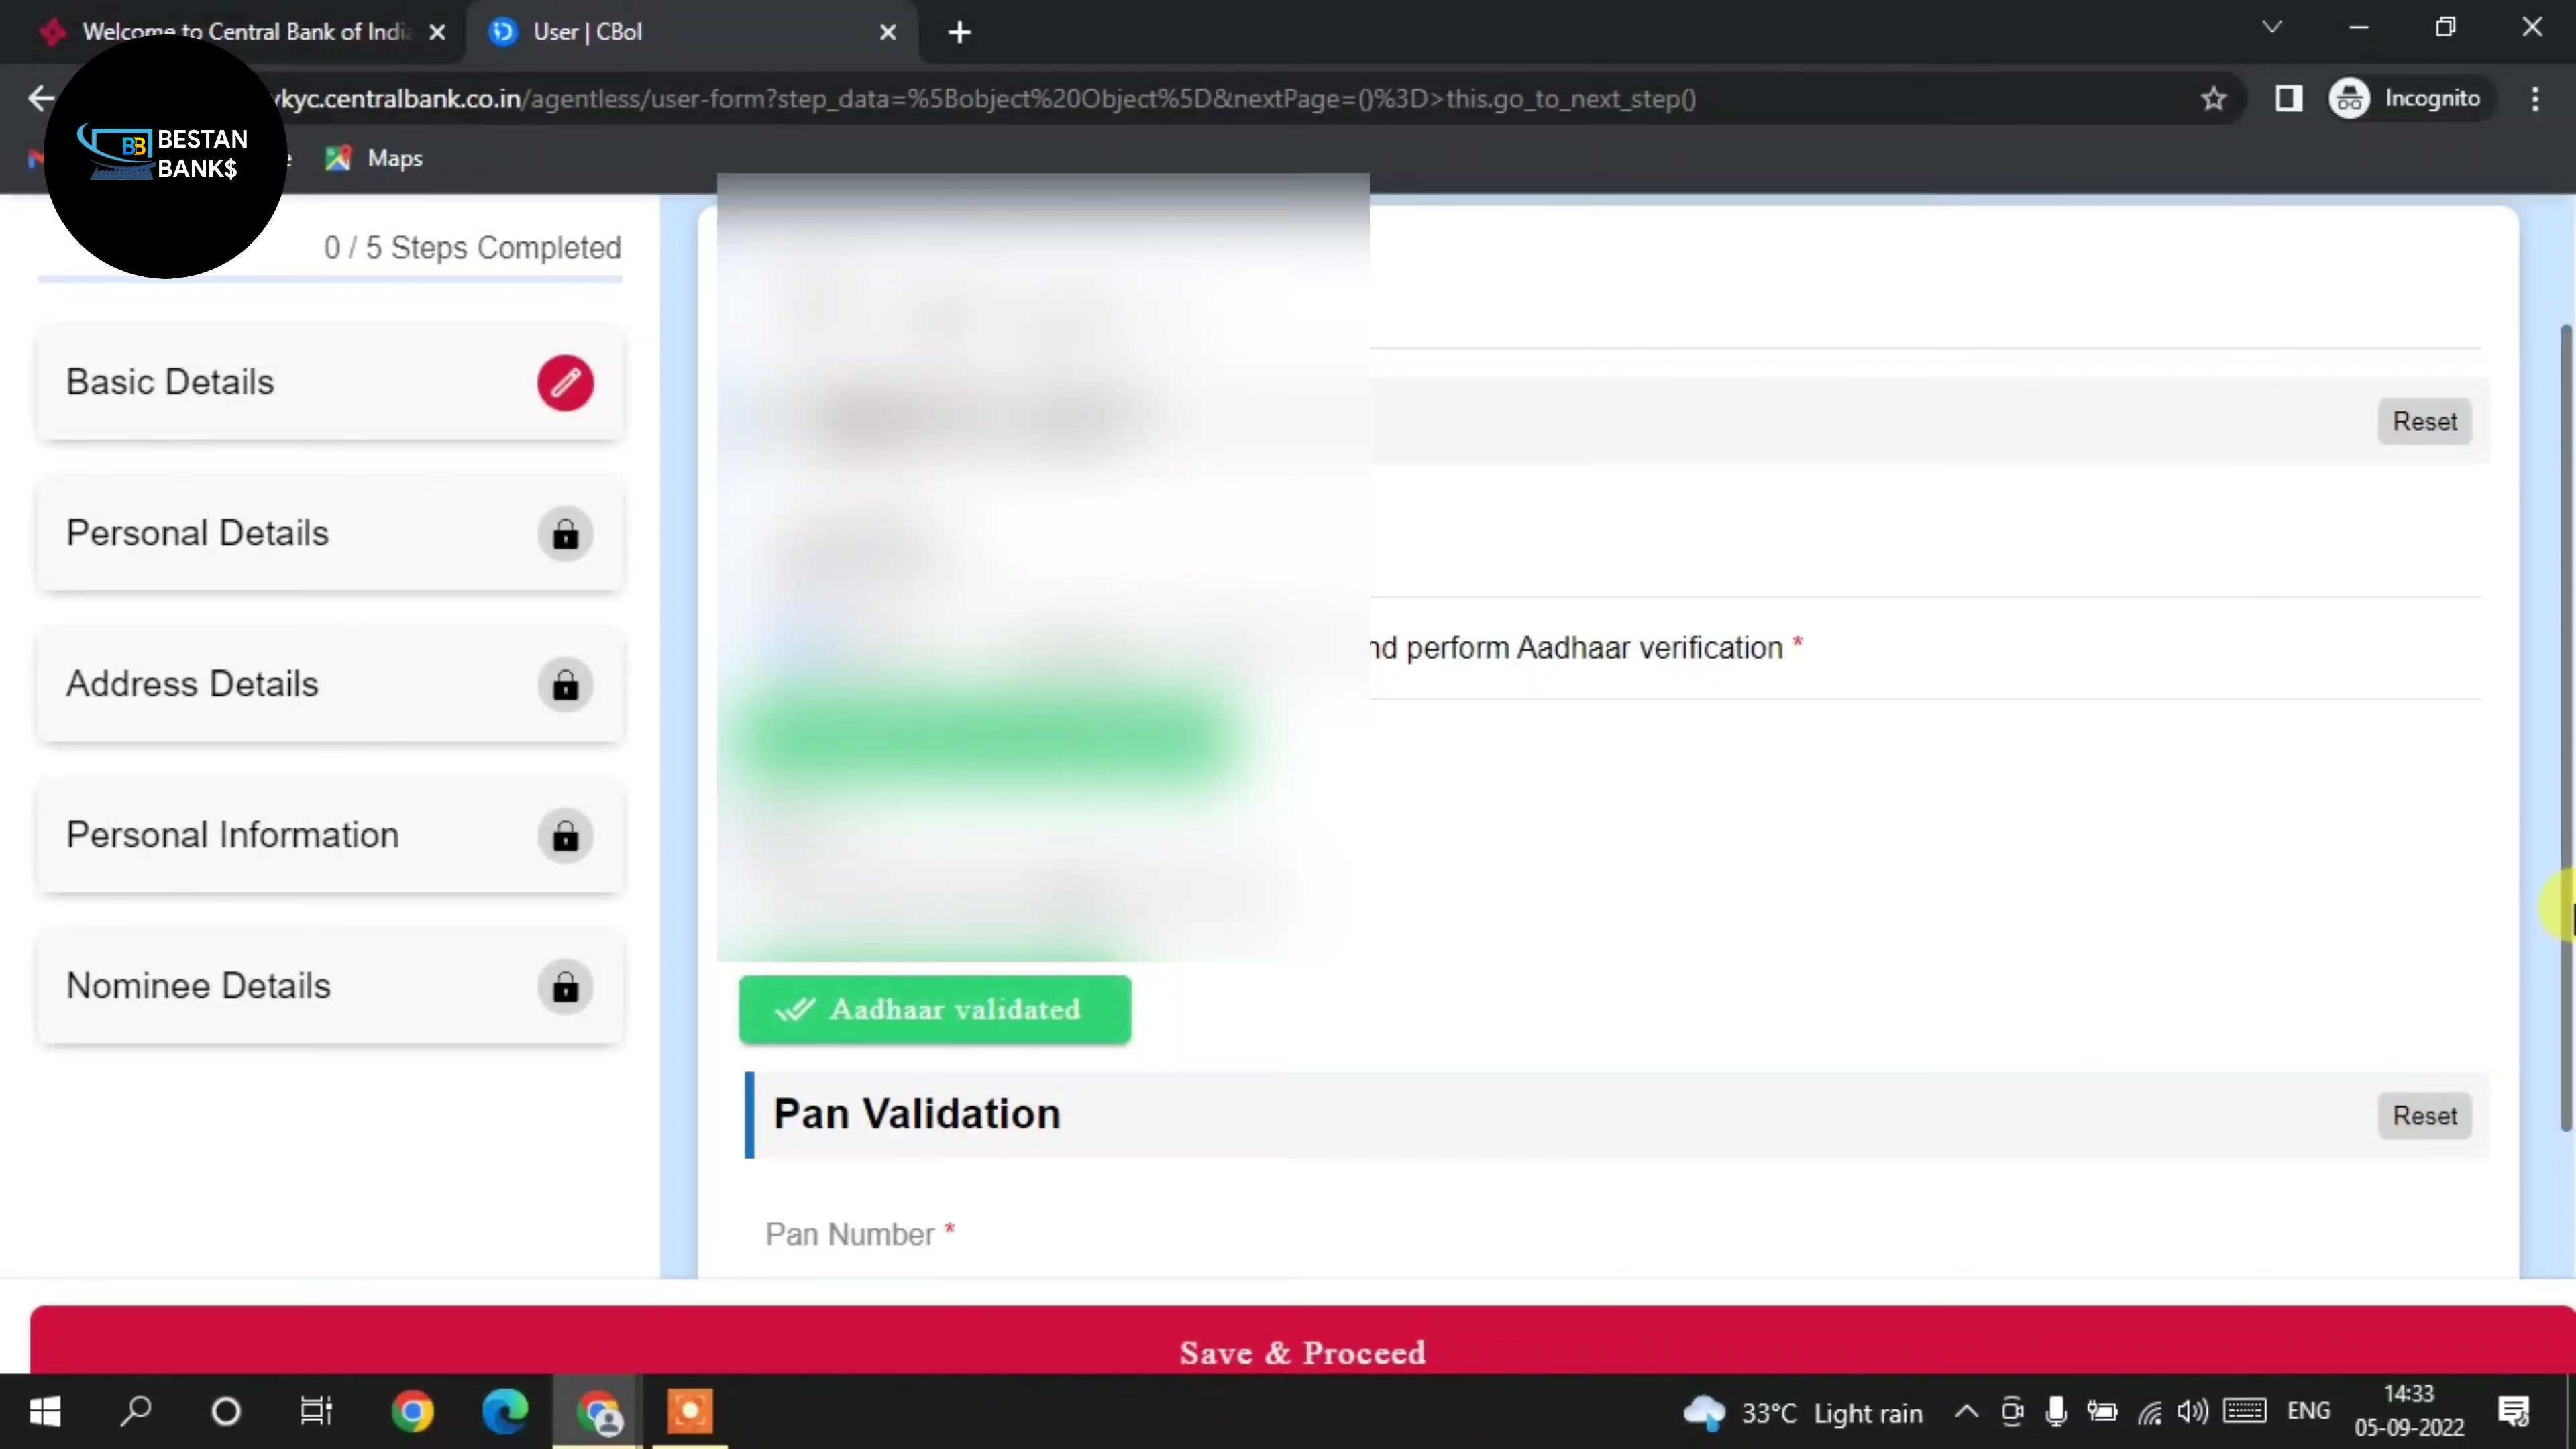 Welcome to Central Bank of India
User | CBoI
ykyc.centralbank.co.in/agentless/user-form?step_data=%5Bobject%20Object%5D&nextPage=()%3D>this.go_to_next_step()
Incognito
BB BESTAN
BANK$
Maps
0 / 5 Steps Completed
Basic Details
Reset
Personal Details
perform Aadhaar verification *
Address Details
Personal Information
Nominee Details
Aadhaar validated
Pan Validation
Reset
Pan Number *
Save & Proceed
33°C Light rain
ENG
14:33
05-09-2022